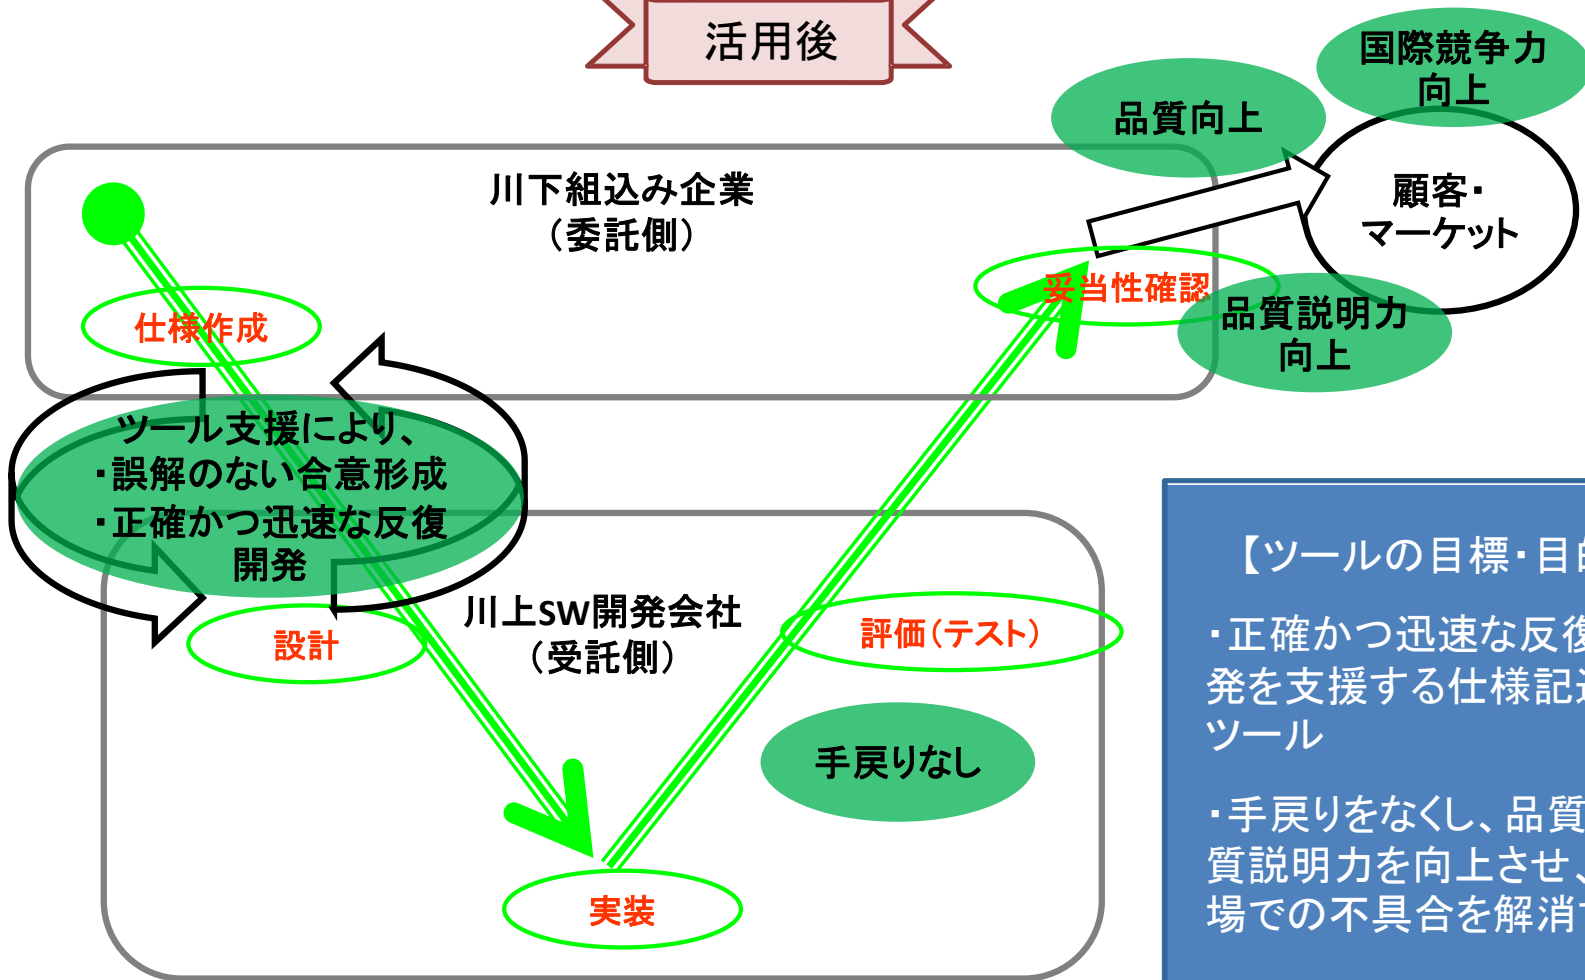 活用後
国際競争力
向上
品質向上
川下組込み企業
（委託側）
顧客・
マーケット
仕様作成
妥当性確認
品質説明力
向上
ツール支援により、
・誤解のない合意形成
・正確かつ迅速な反復
開発
設計
川上SW開発会社
（受託側）
評価（テスト）
手戻りなし
実装
【ツールの目標・目
・正確かつ迅速な反復
発を支援する仕様記
ツール
・手戻りをなくし、品質
質説明力を向上させ、
場での不具合を解消